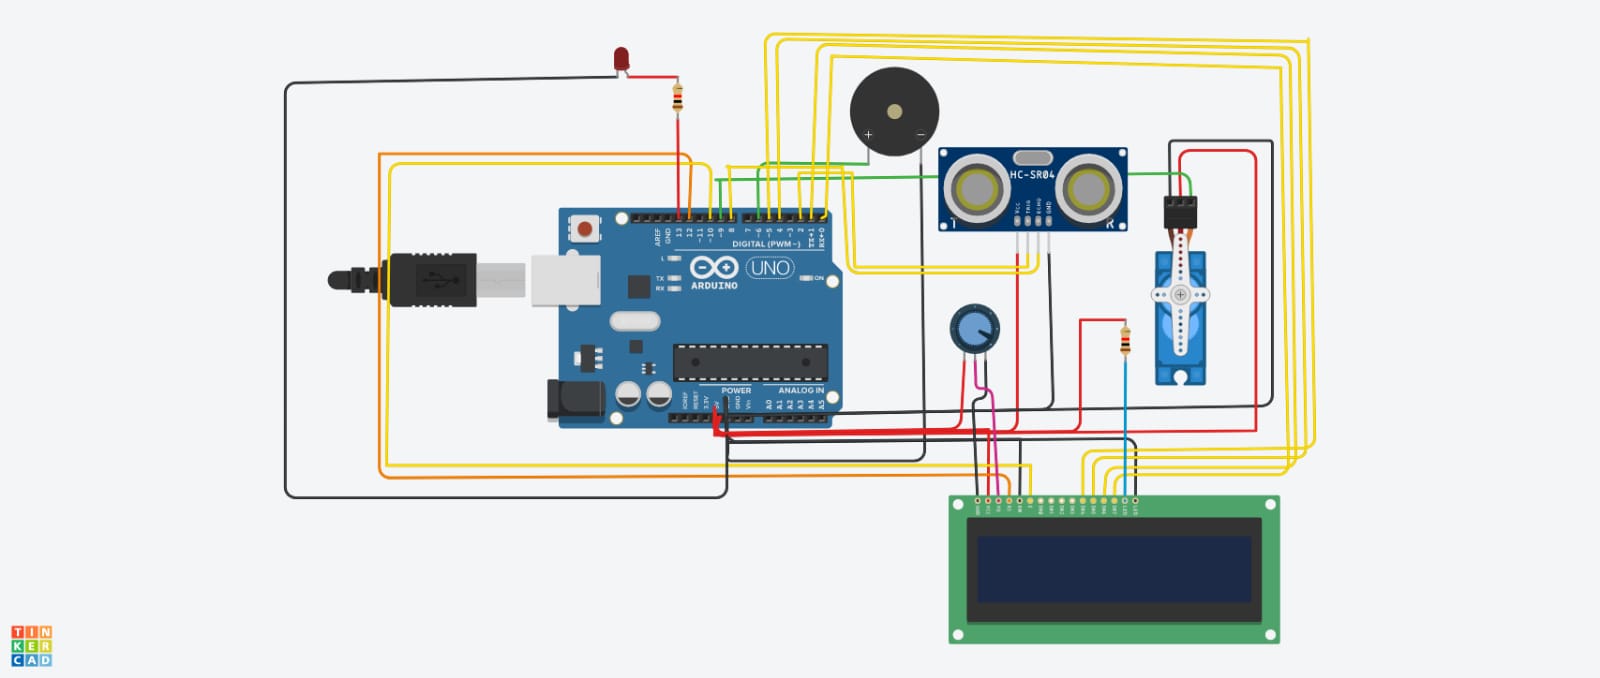 +
−
HC-SR04
VCC
TRIG
ECHO
GND
T
R
AREF
GND
13
12
~11
~10
~9
8
7
~6
~5
4
~3
2
TX→1
RX←0
DIGITAL (PWM~)
L
TX
RX
UNO
ON
ARDUINO
POWER
ANALOG IN
IOREF
RESET
3.3V
GND
Vin
A0
A1
A2
A3
A4
A5
TIN
KER
CAD